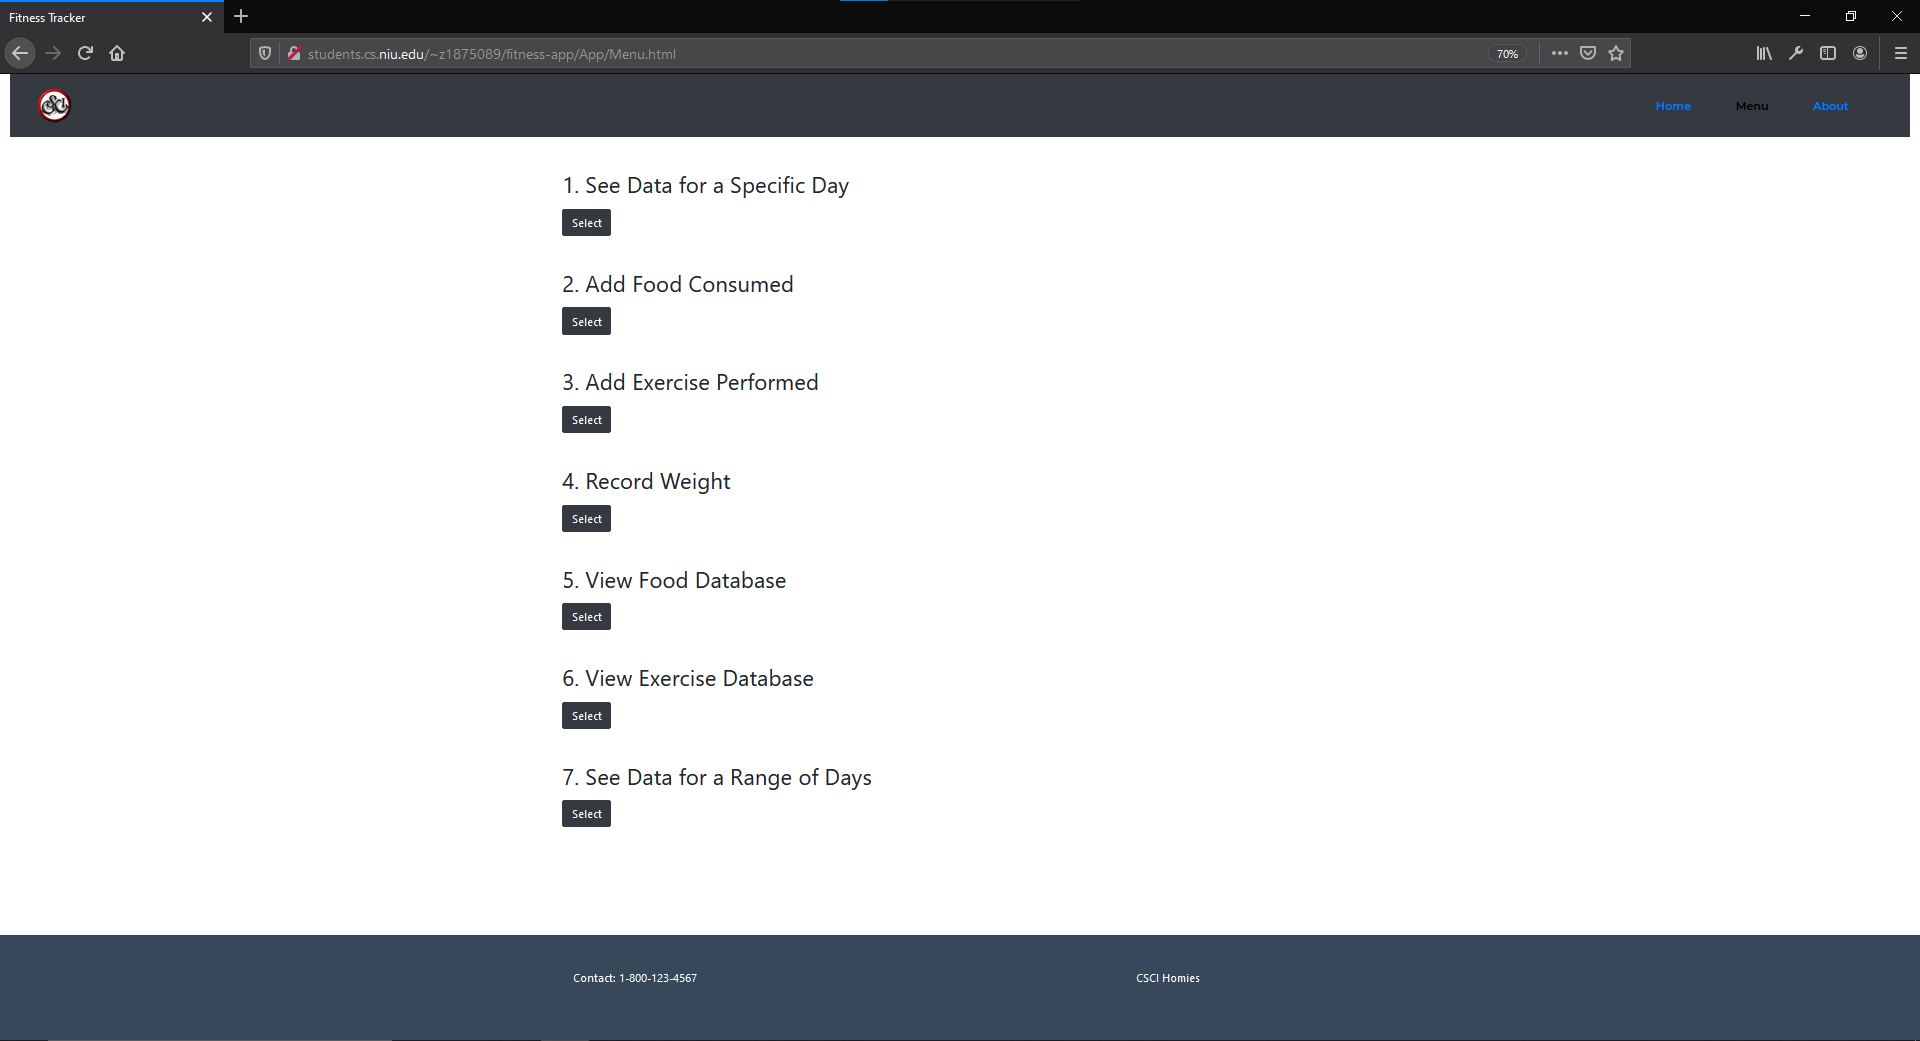 Fitness Tracker
students.cs.niu.edu/~z1875089/fitness-app/App/Menu.html
70%
CSCI
Home
Menu
About
1. See Data for a Specific Day
Select
2. Add Food Consumed
Select
3. Add Exercise Performed
Select
4. Record Weight
Select
5. View Food Database
Select
6. View Exercise Database
Select
7. See Data for a Range of Days
Select
Contact: 1-800-123-4567
CSCI Homies